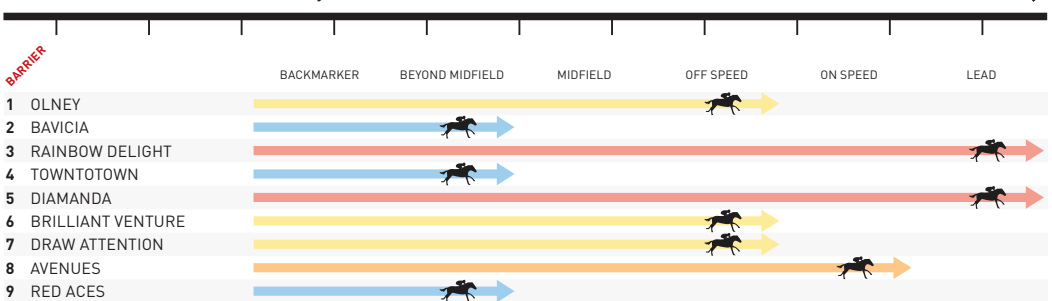 BARRIER
BACKMARKER BEYOND MIDFIELD MIDFIELD OFF SPEED ON SPEED LEAD
1 OLNEY
2 BAVICIA
3 RAINBOW DELIGHT
4 TOWNTOTOWN
5 DIAMANDA
6 BRILLIANT VENTURE
7 DRAW ATTENTION
8 AVENUES
9 RED ACES